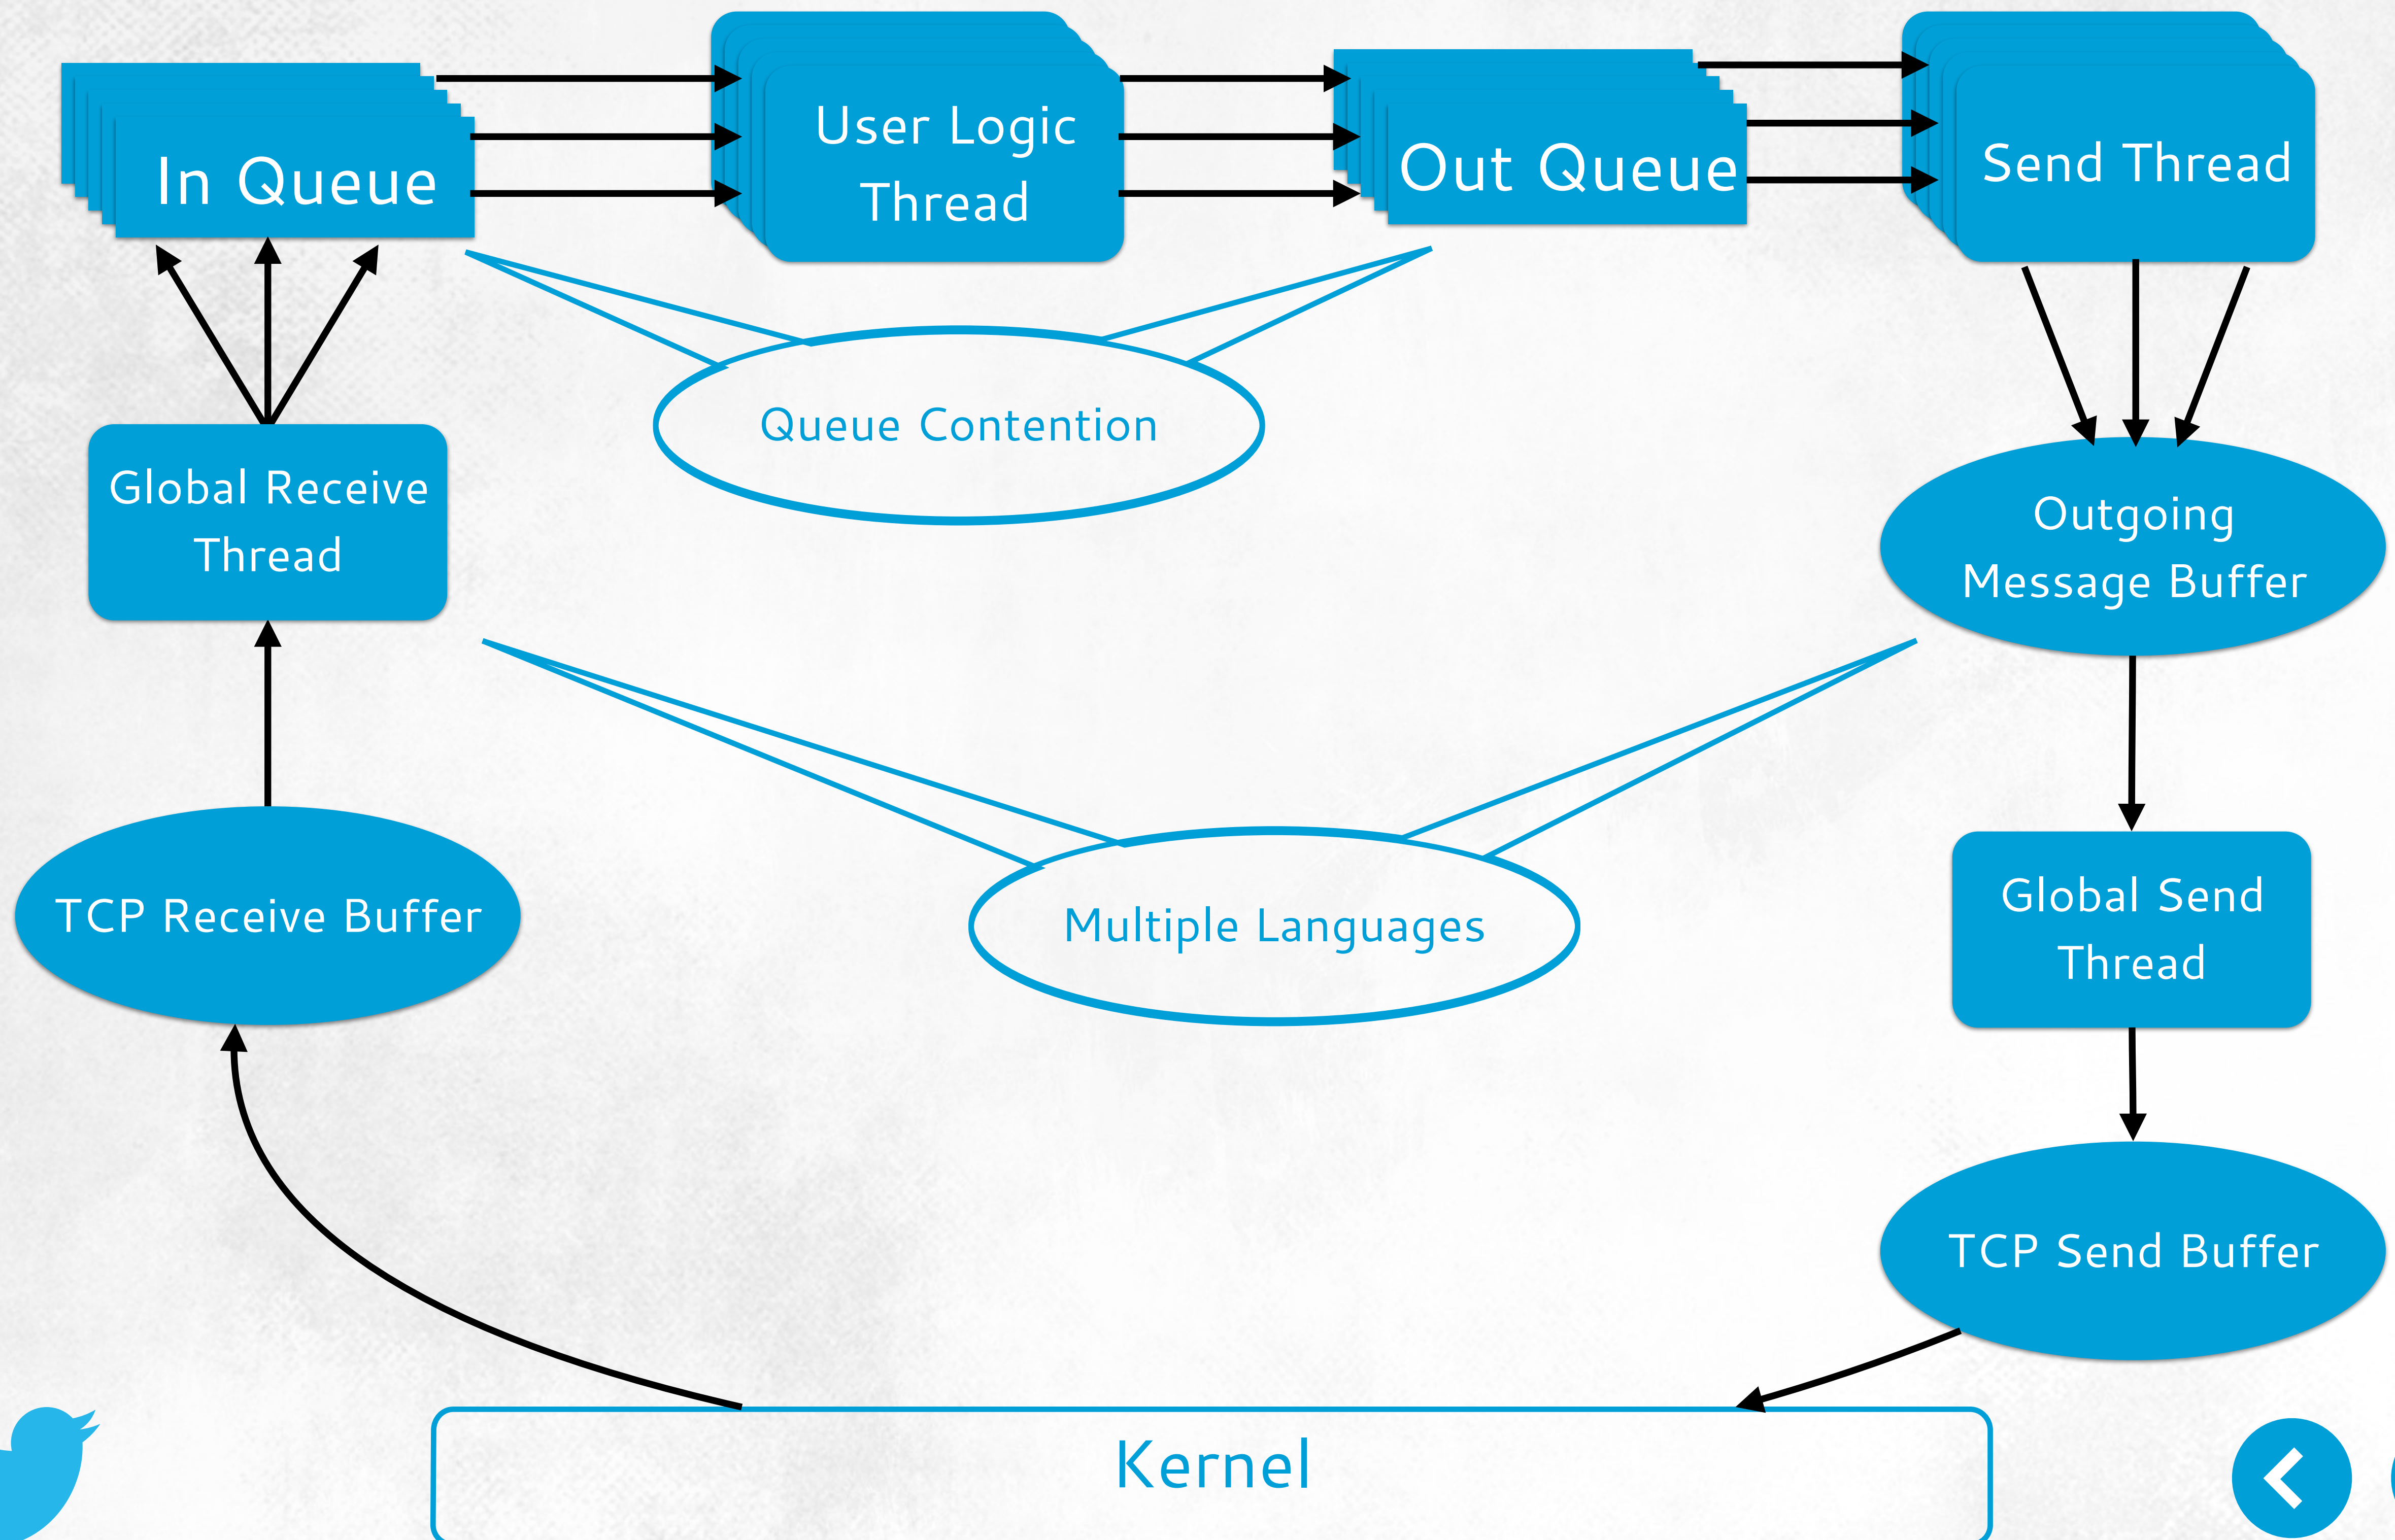 In Queue
User Logic
Thread
Out Queue
Send Thread
Queue Contention
Global Receive
Thread
Outgoing
Message Buffer
TCP Receive Buffer
Multiple Languages
Global Send
Thread
TCP Send Buffer
Kernel